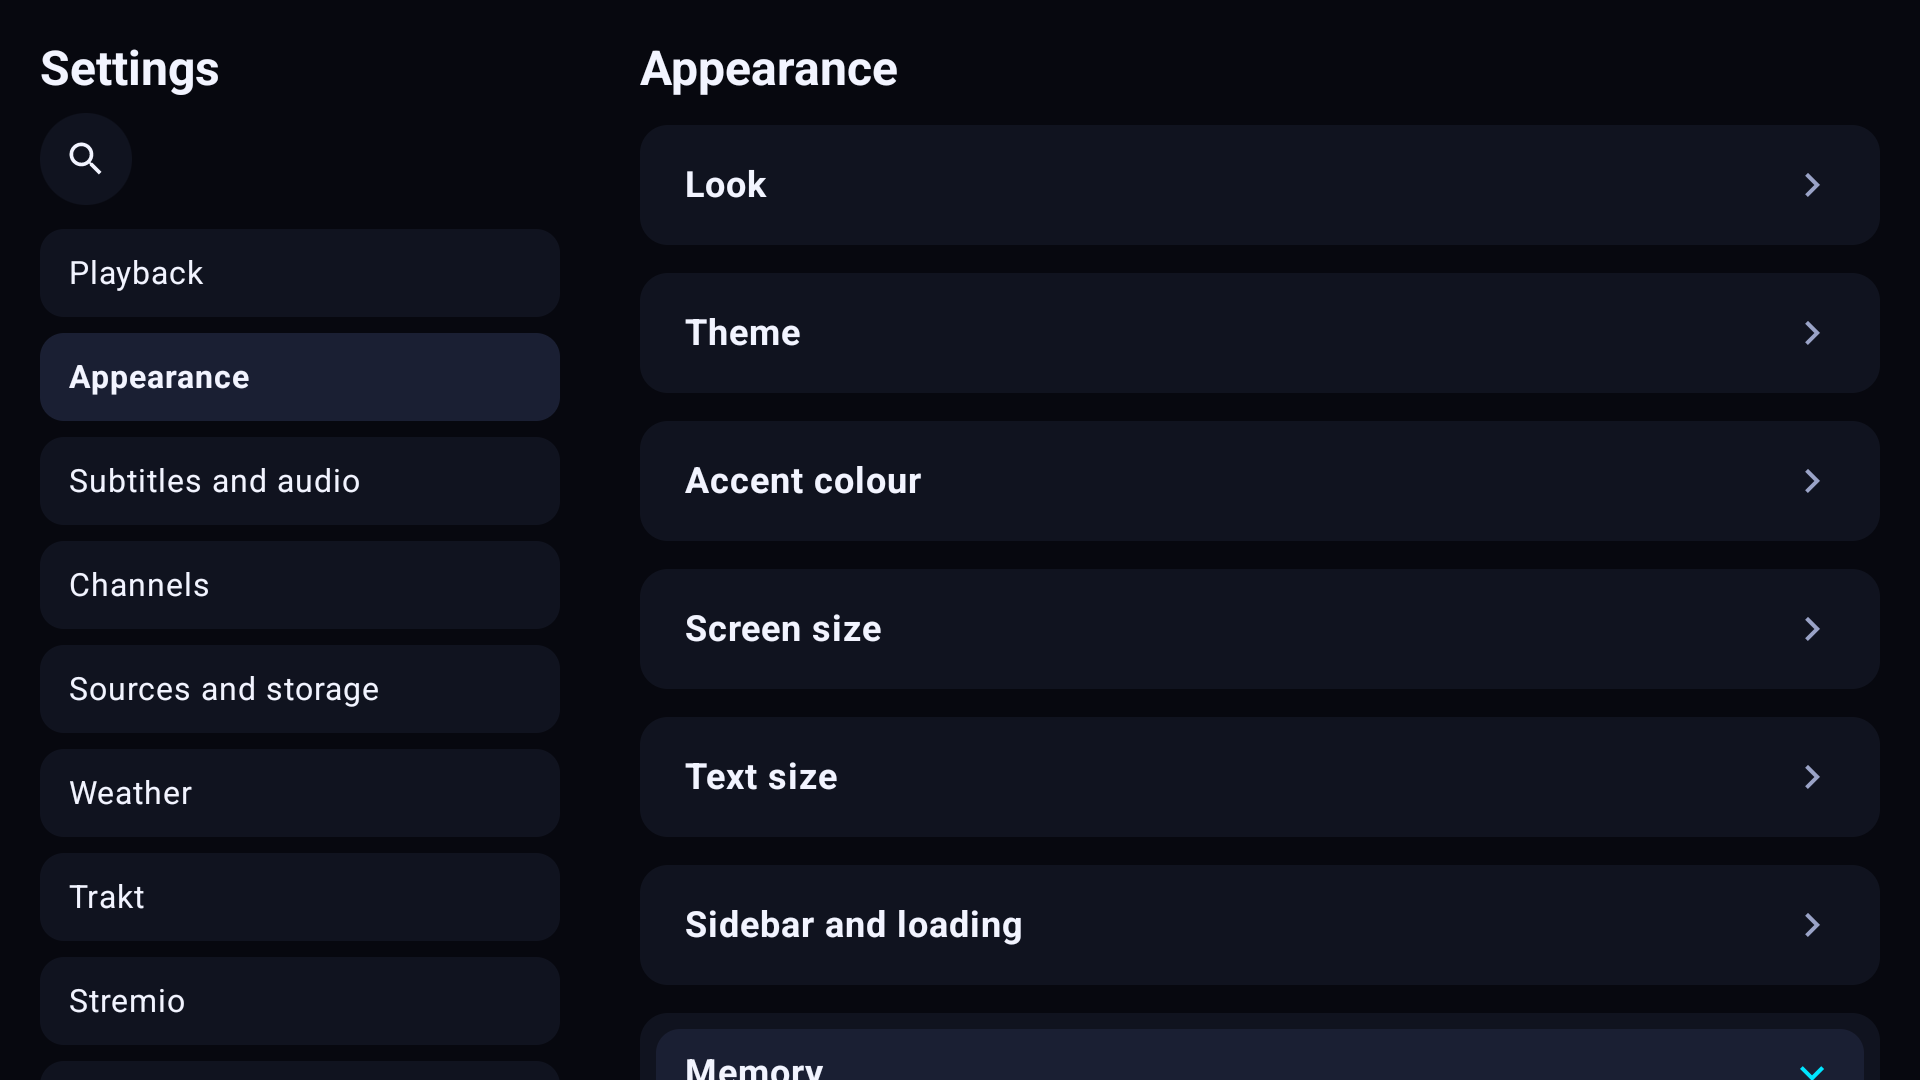 Settings
Playback
Appearance
Subtitles and audio
Channels
Sources and storage
Weather
Trakt
Stremio
Appearance
Look
Theme
Accent colour
Screen size
Text size
Sidebar and loading
Memory